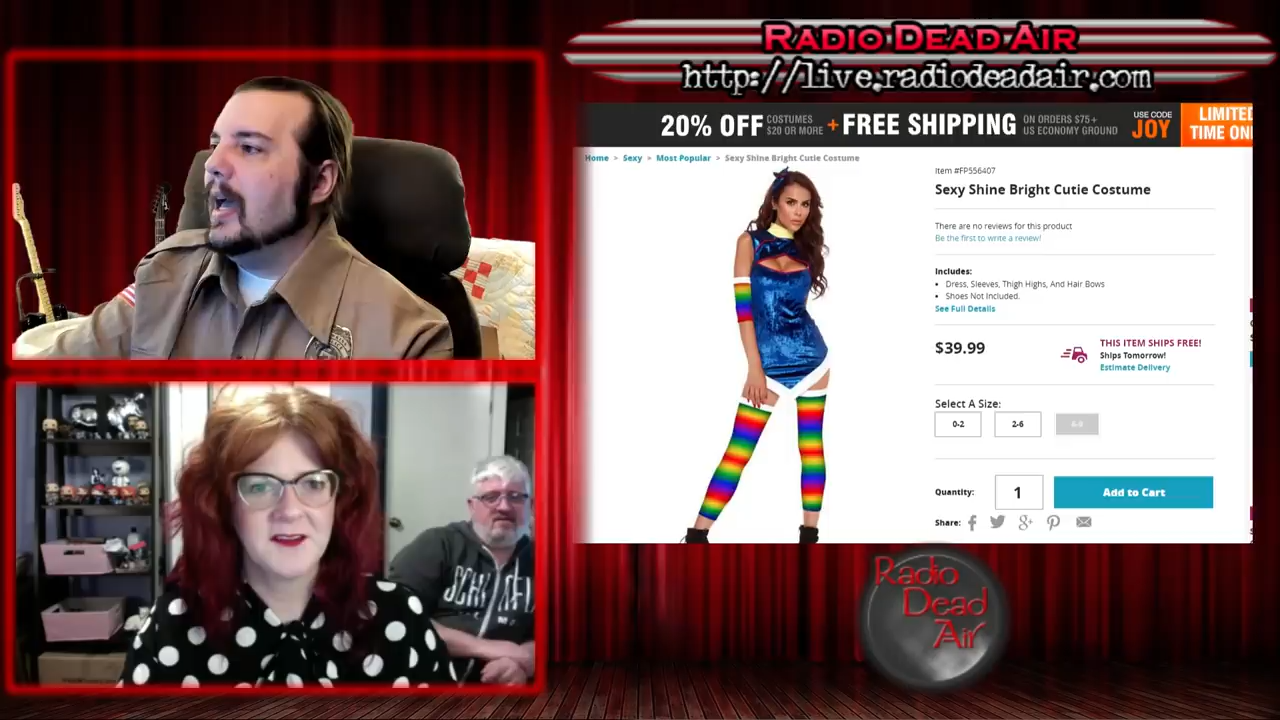 Radio Dead Air
http://live.radiodeadair.com
20% OFF COSTUMES $20 OR MORE + FREE SHIPPING ON ORDERS $75+ US ECONOMY GROUND USE CODE JOY LIMITE
TIME ON
Home > Sexy > Most Popular > Sexy Shine Bright Cutie Costume
Item #FP556407
Sexy Shine Bright Cutie Costume
There are no reviews for this product
Be the first to write a review!
Includes:
Dress, Sleeves, Thigh Highs, And Hair Bows
Shoes Not Included.
See Full Details
$39.99
THIS ITEM SHIPS FREE!
Ships Tomorrow!
Estimate Delivery
Select A Size:
0-2 2-6
Quantity: 1 Add to Cart
Share:
Radio
Dead
Air